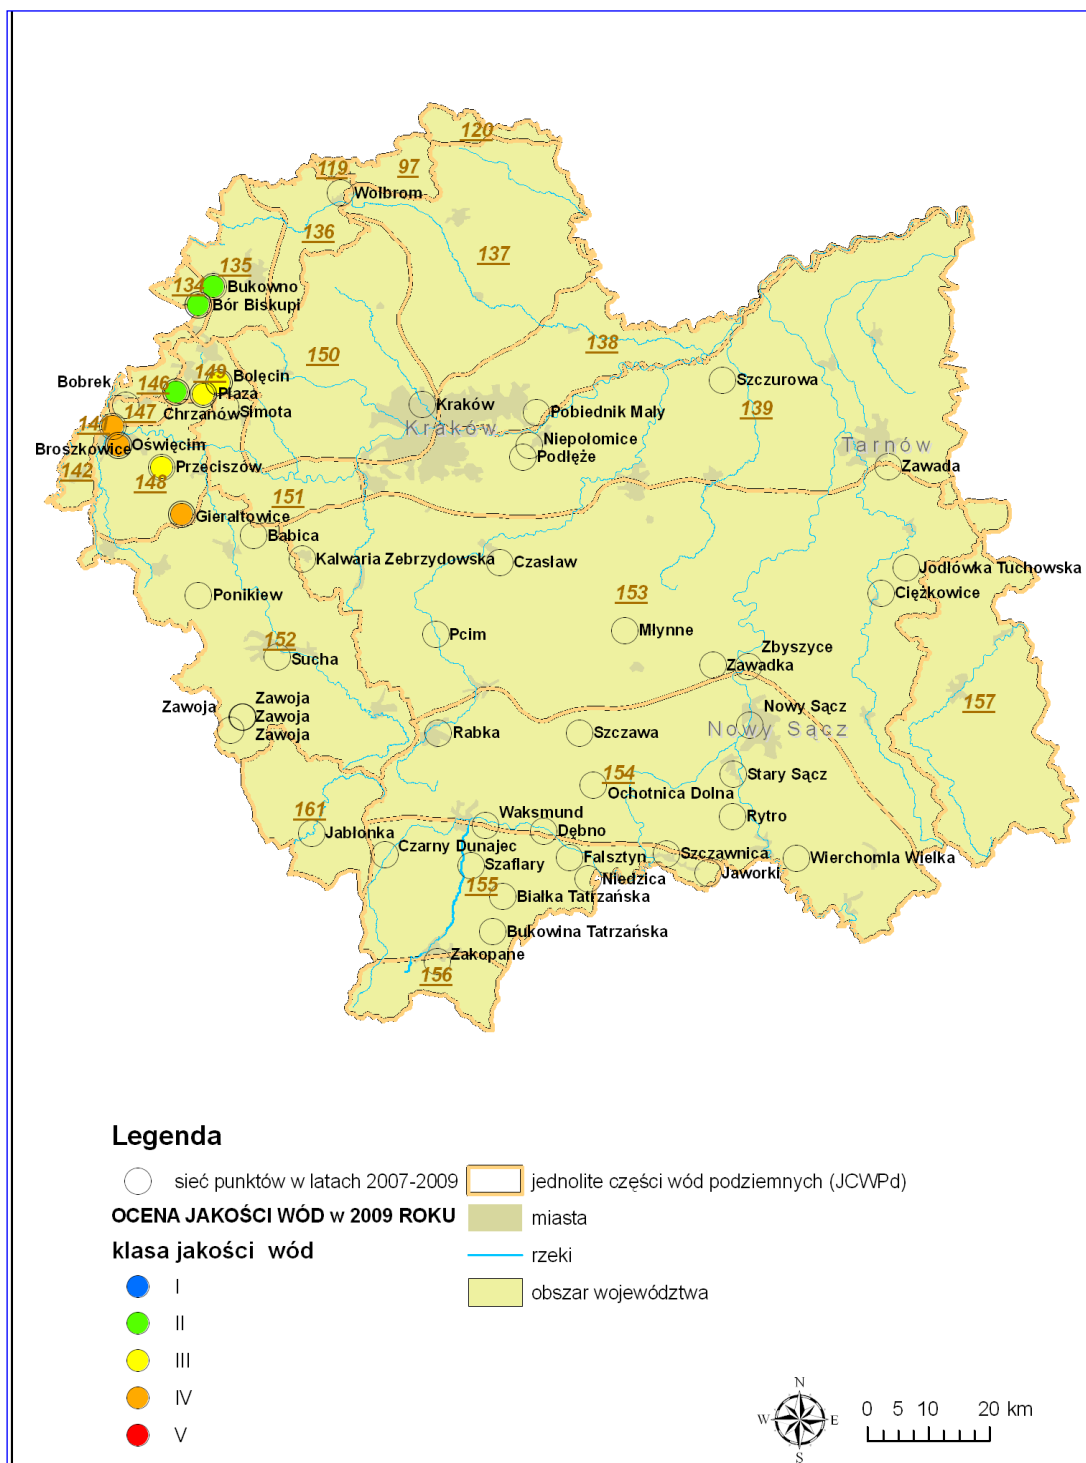 120
119
97
Wolbrom
136
137
135
134
Bukowno
Bór Biskupi
138
150
149
Bolęcin
Bobrek
146
Płaza
Szczurowa
147
Chrzanów
Kraków
Kraków
Pobiednik Mały
139
141
Broszkowice
Oświęcim
Niepołomice
Podłęże
Tarnów
Zawada
142
Przeciszów
148
151
Gierałtowice
Babica
Kalwaria Zebrzydowska
Czasław
Jodłówka Tuchowska
Ciężkowice
Ponikiew
153
Pcim
Młynne
152
Sucha
Zbyszyce
Zawadka
Zawoja
Zawoja
Zawoja
Zawoja
Nowy Sącz
Nowy Sącz
157
Rabka
Szczawa
154
Stary Sącz
Ochotnica Dolna
161
Jabłonka
Waksmund
Dębno
Rytro
Czarny Dunajec
Szaflary
Falsztyn
Szczawnica
Wierchomla Wielka
155
Niedzica
Jaworki
Białka Tatrzańska
Bukowina Tatrzańska
Zakopane
156
Legenda
sieć punktów w latach 2007-2009
jednolite części wód podziemnych (JCWPd)
OCENA JAKOŚCI WÓD w 2009 ROKU
miasta
klasa jakości wód
rzeki
I
obszar województwa
II
III
IV
V
N
W
E
S
0 5 10 20 km